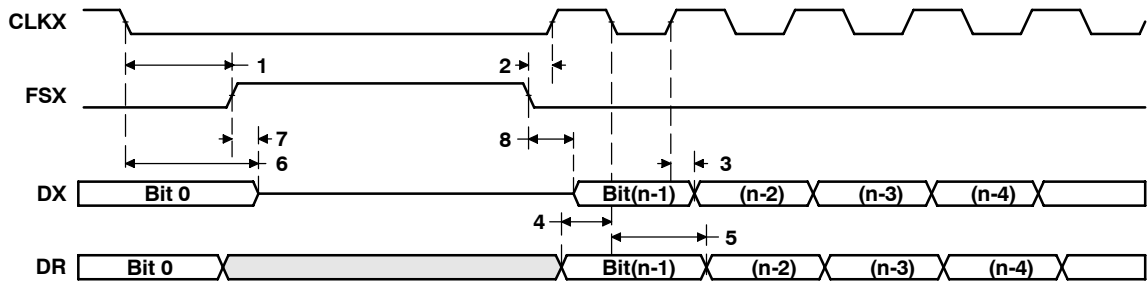 CLKX
1
2
FSX
7
8
6
3
DX
Bit 0
Bit(n-1)
(n-2)
(n-3)
(n-4)
4
5
DR
Bit 0
Bit(n-1)
(n-2)
(n-3)
(n-4)